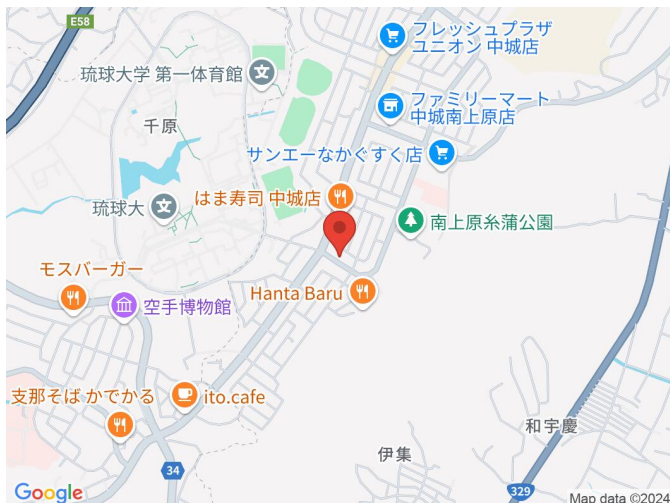 E58
フレッシュプラザ
ユニオン 中城店
琉球大学 第一体育館
ファミリーマート
中城南上原店
千原
サンエーなかぐすく店
はま寿司 中城店
琉球大
南上原糸蒲公園
モスバーガー
Hanta Baru
空手博物館
支那そば かでかる
ito.cafe
和宇慶
伊集
34
329
Google
Map data ©2024